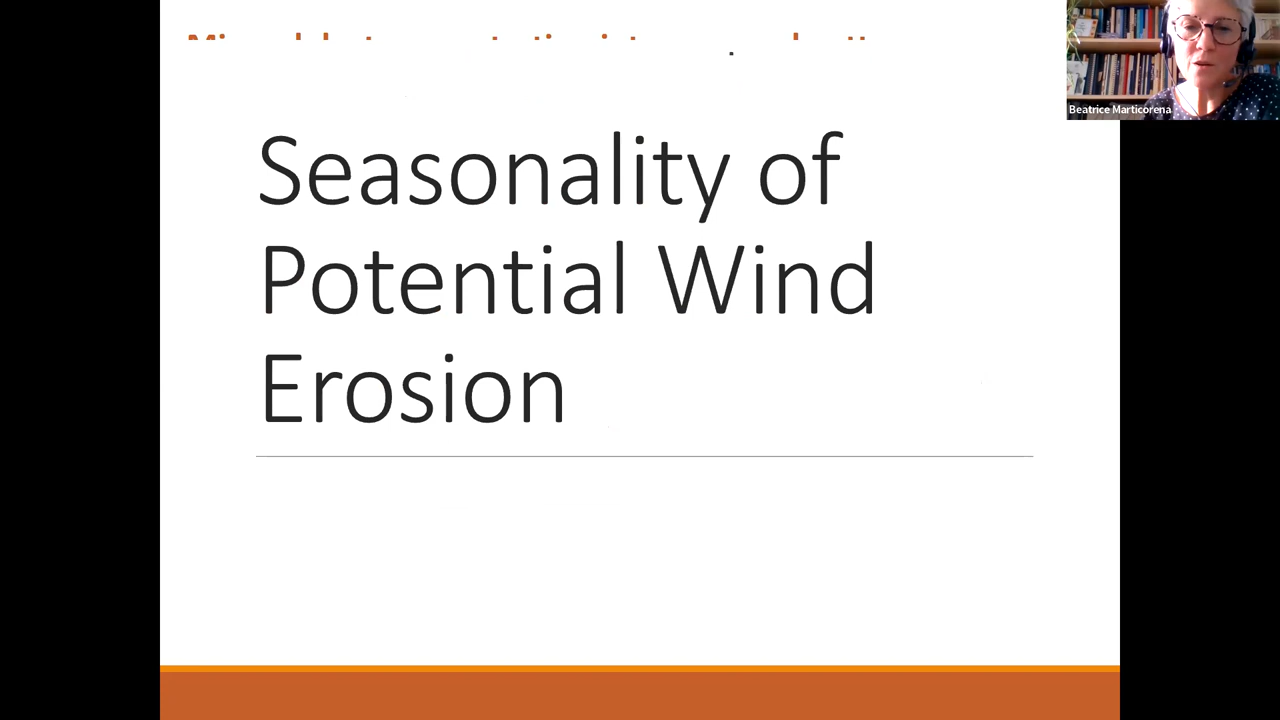 Beatrice Marticorena
Seasonality of
Potential Wind
Erosion